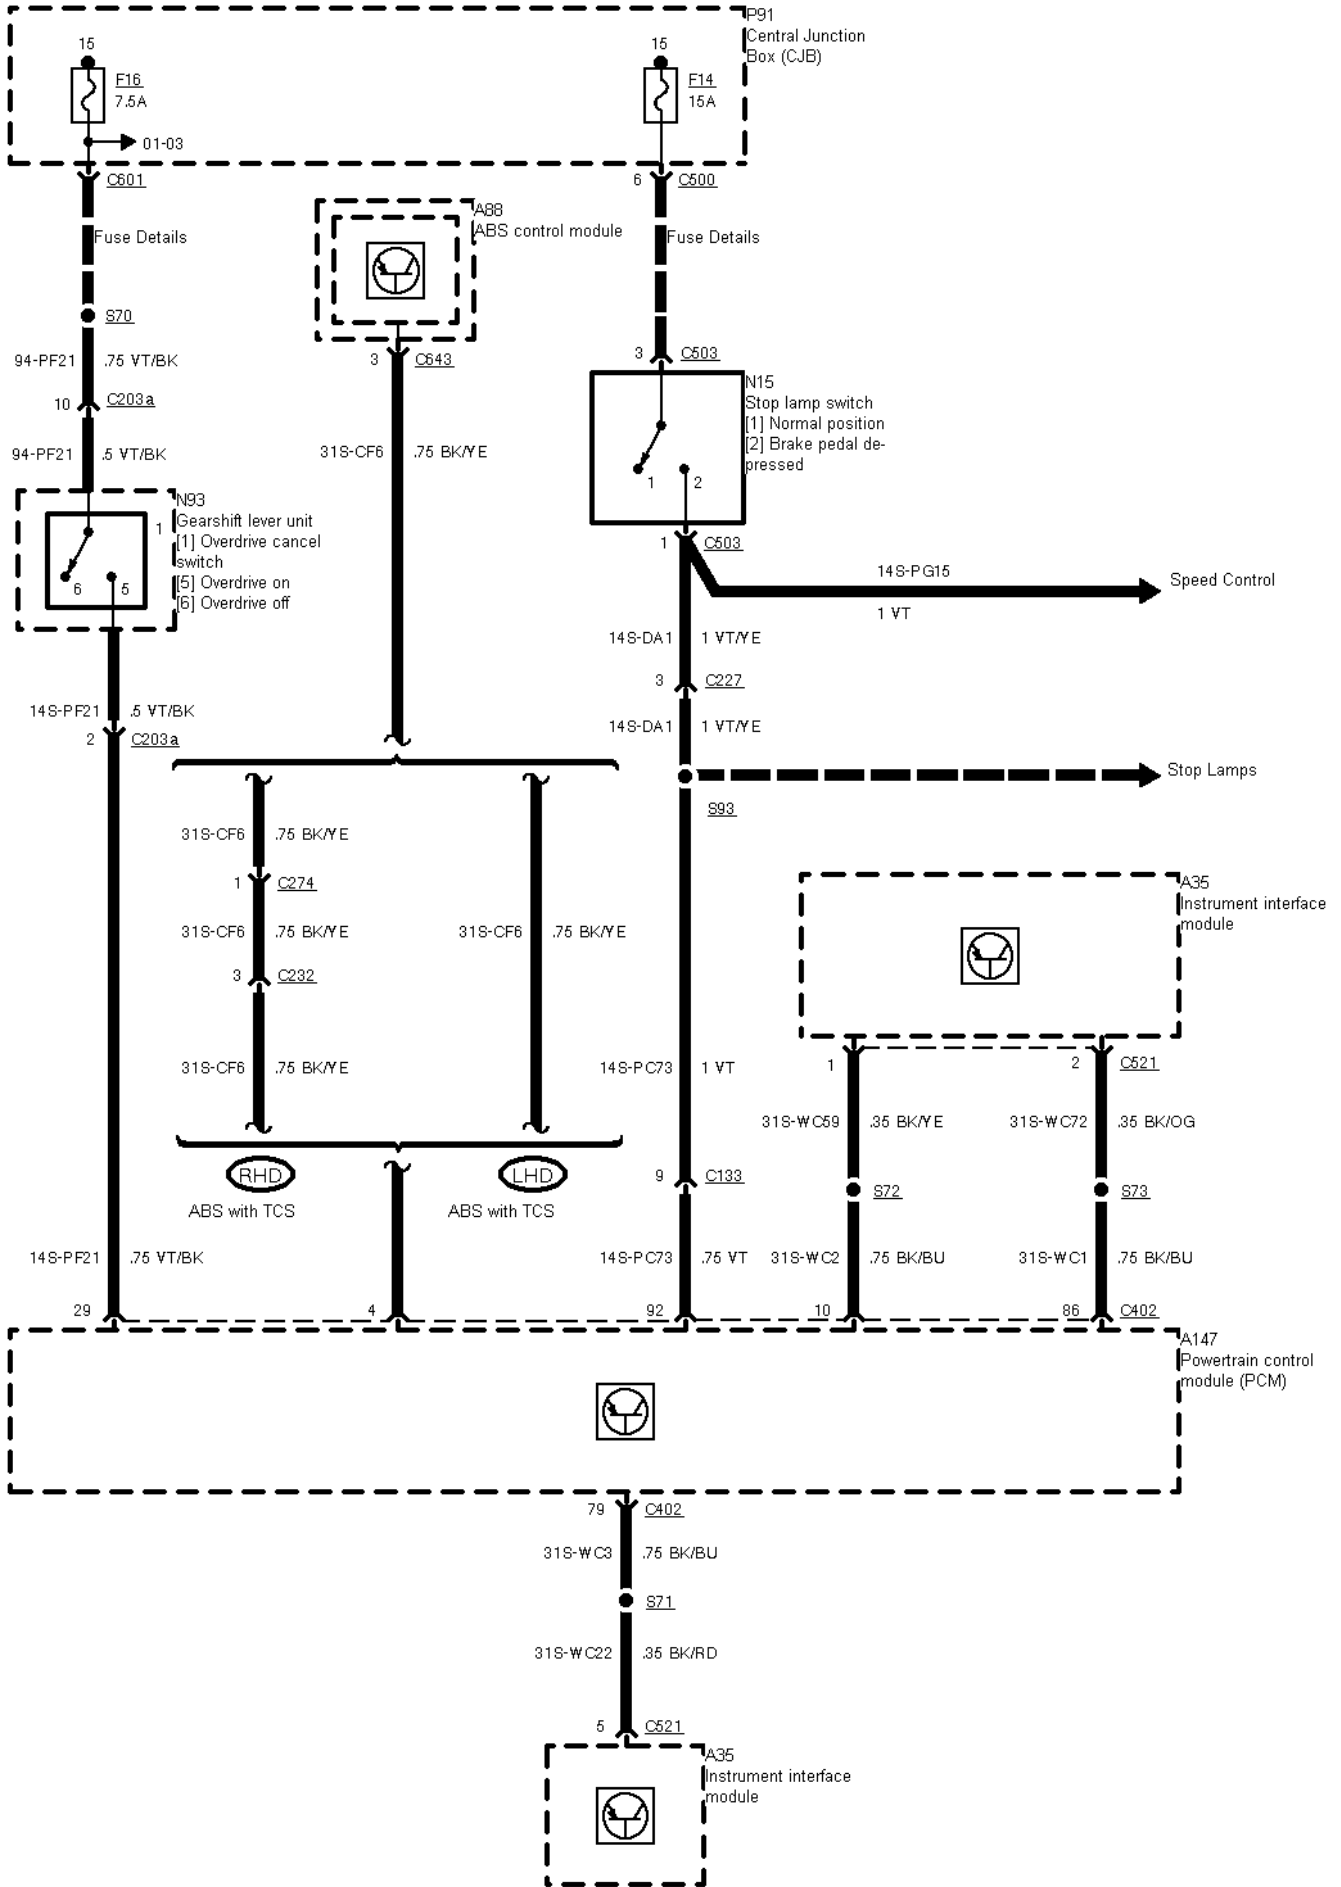 P91
Central Junction
Box (CJB)
15
F16
7.5A
01-03
15
F14
15A
C601
6
C500
Fuse Details
A88
ABS control module
Fuse Details
S70
94-PF21
.75 VT/BK
10
C203a
3
C643
3
C503
N15
Stop lamp switch
[1] Normal position
[2] Brake pedal de-
pressed
1
2
94-PF21
.5 VT/BK
31S-CF6
.75 BK/YE
N93
Gearshift lever unit
[1] Overdrive cancel
switch
[5] Overdrive on
[6] Overdrive off
1
6
5
1
C503
14S-PG15
1 VT
Speed Control
14S-DA1
1 VT/YE
3
C227
14S-PF21
.5 VT/BK
2
C203a
14S-DA1
1 VT/YE
Stop Lamps
S93
31S-CF6
.75 BK/YE
1
C274
31S-CF6
.75 BK/YE
3
C232
31S-CF6
.75 BK/YE
31S-CF6
.75 BK/YE
A35
Instrument interface
module
14S-PC73
1 VT
1
2
C521
31S-WC59
.35 BK/YE
31S-WC72
.35 BK/OG
RHD
ABS with TCS
LHD
ABS with TCS
9
C133
S72
S73
14S-PF21
.75 VT/BK
14S-PC73
.75 VT
31S-WC2
.75 BK/BU
31S-WC1
.75 BK/BU
29
4
92
10
86
C402
A147
Powertrain control
module (PCM)
79
C402
31S-WC3
.75 BK/BU
S71
31S-WC22
.35 BK/RD
5
C521
A35
Instrument interface
module